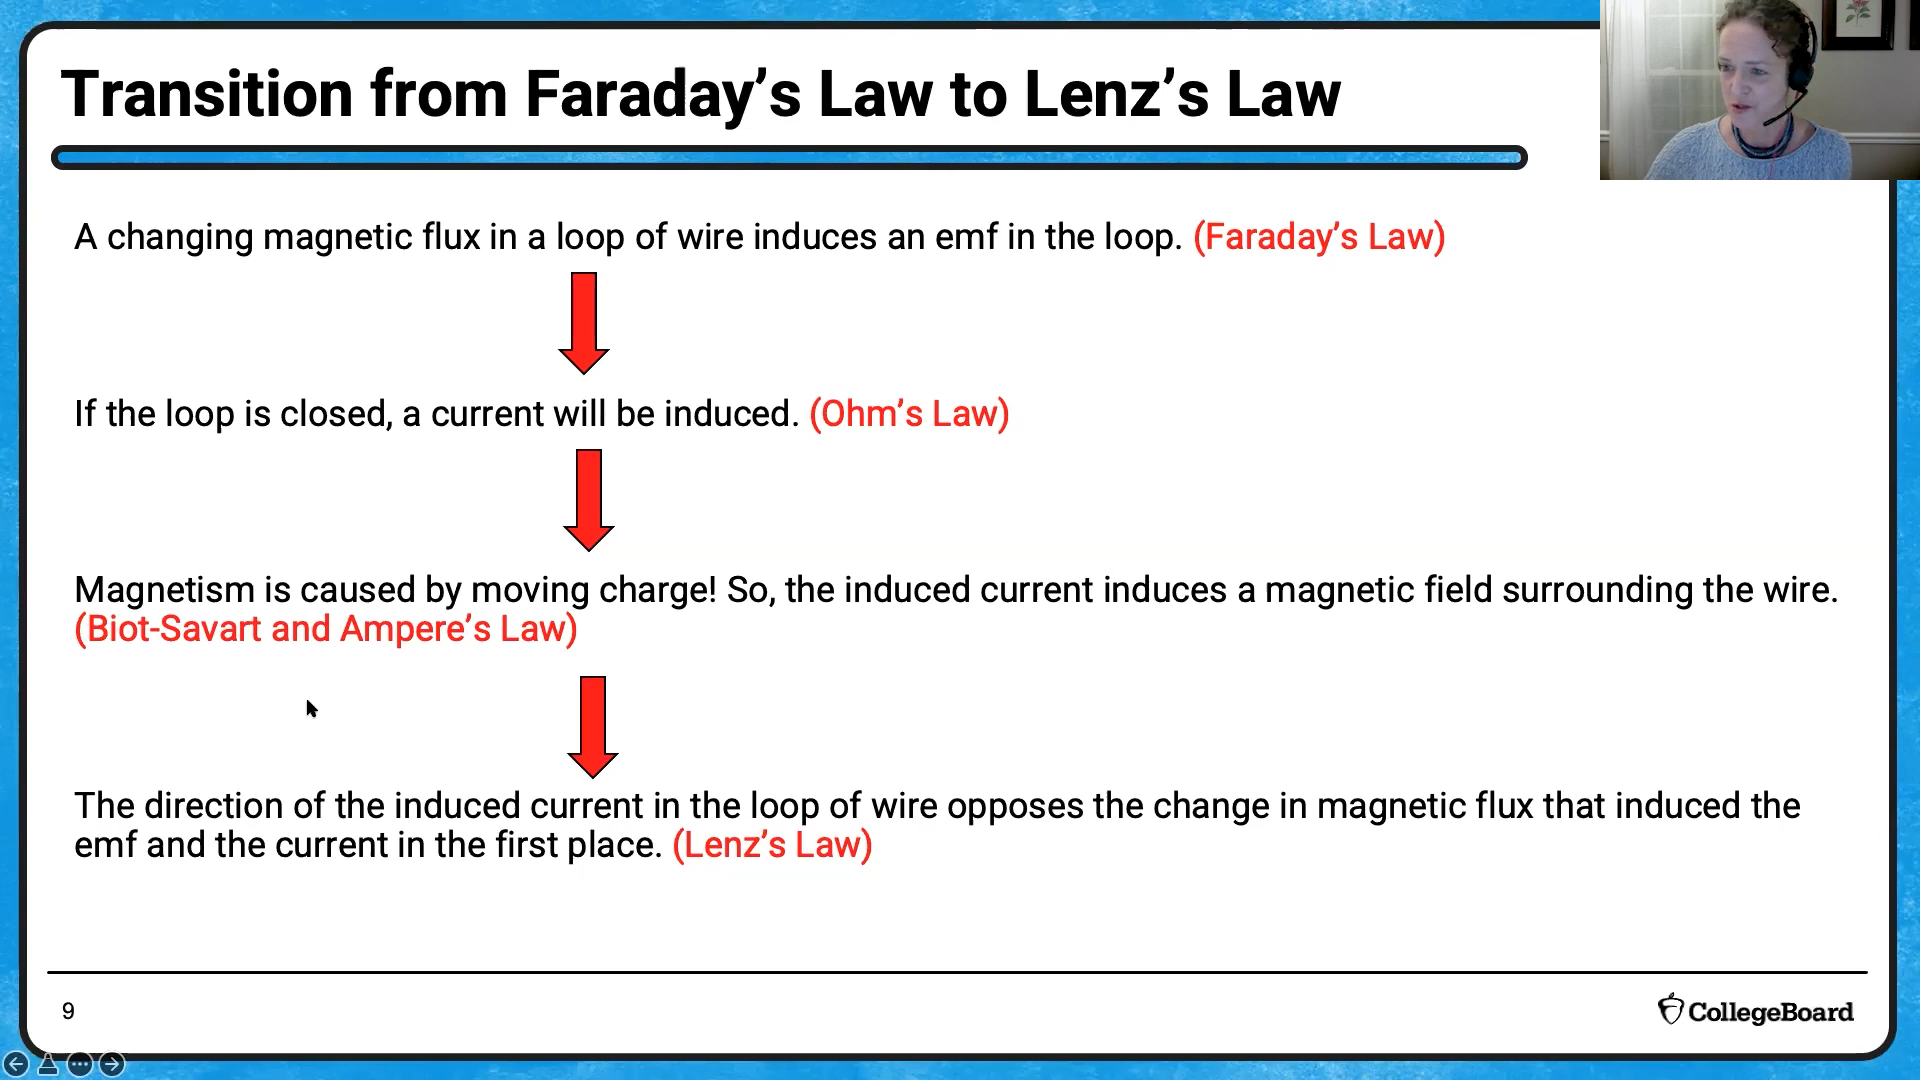 Transition from Faraday’s Law to Lenz’s Law
A changing magnetic flux in a loop of wire induces an emf in the loop. (Faraday’s Law)
If the loop is closed, a current will be induced. (Ohm’s Law)
Magnetism is caused by moving charge! So, the induced current induces a magnetic field surrounding the wire.
(Biot-Savart and Ampere’s Law)
The direction of the induced current in the loop of wire opposes the change in magnetic flux that induced the
emf and the current in the first place. (Lenz’s Law)
9
CollegeBoard